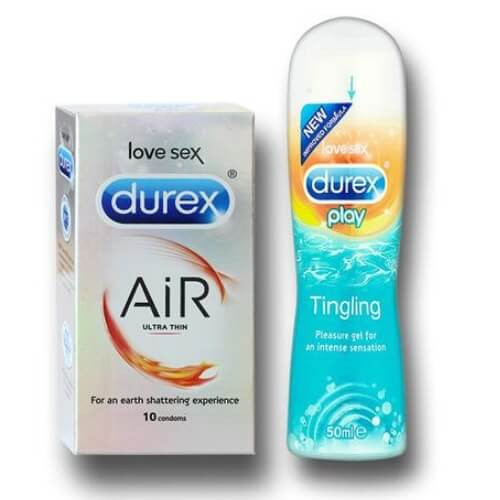 love sex
durex®
AiR
ULTRA THIN
For an earth shattering experience
10 condoms
NEW
IMPROVED FORMULA
love sex
durex
play
Tingling
Pleasure gel for
an intense sensation
50ml e